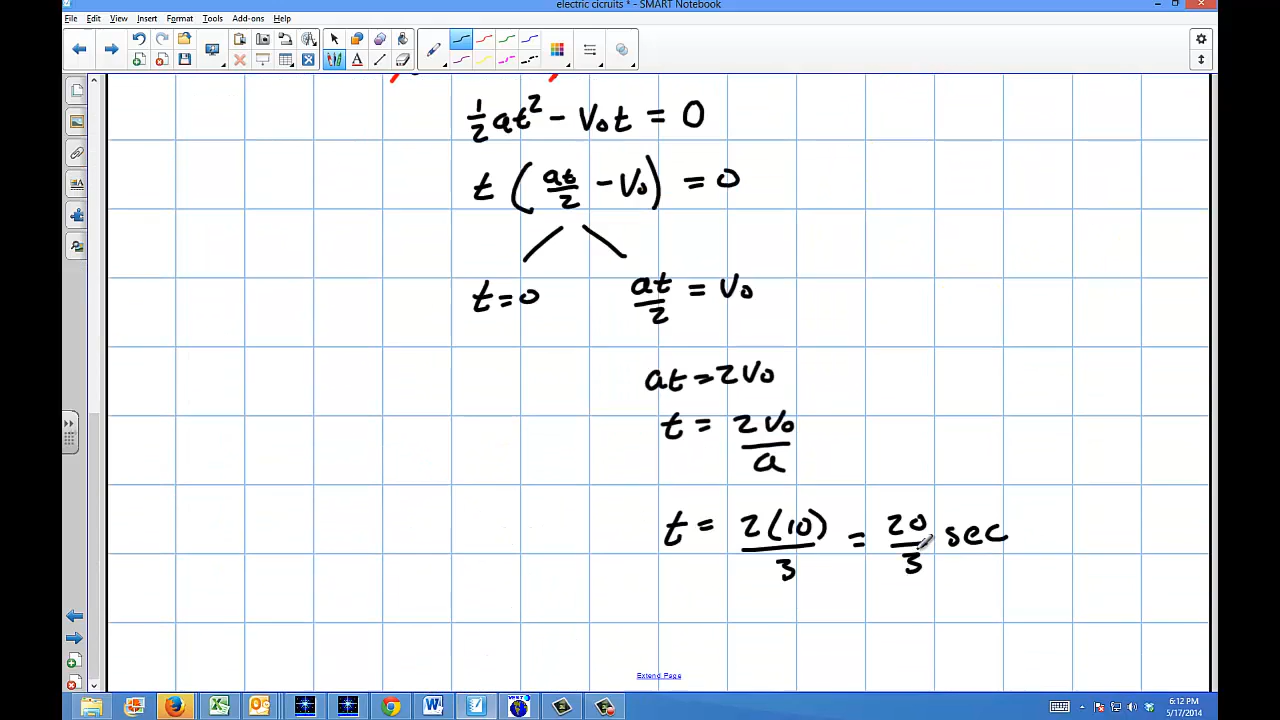 electric cicruits * - SMART Notebook
File Edit View Insert Format Tools Add-ons Help
½at² - V₀t = 0
t (at/2 - V₀) = 0
t = 0 at/2 = V₀
at = 2V₀
t = 2V₀/a
t = 2(10)/3 = 20/3 sec
Extend Page
6:12 PM
5/17/2014